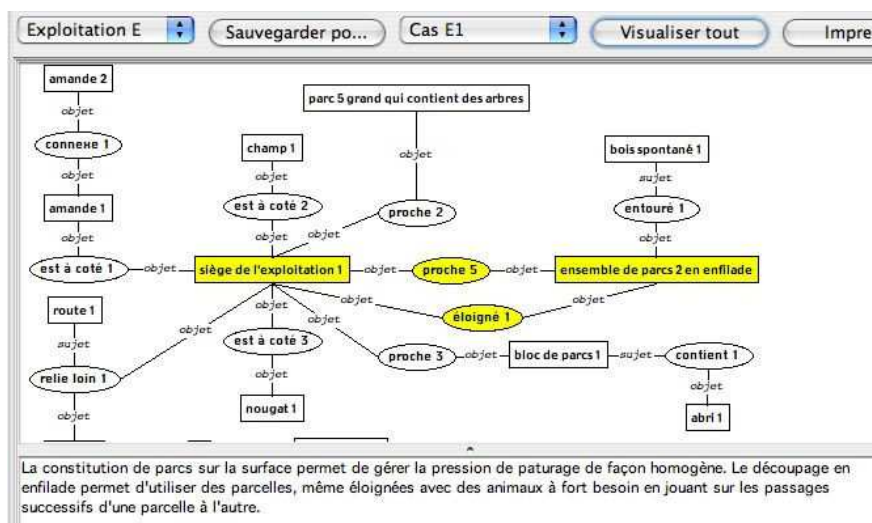 Exploitation E
Sauvegarder po...
Cas E1
Visualiser tout
Impre
amande 2
objet
connexe 1
objet
amande 1
objet
est à coté 1
objet
parc 5 grand qui contient des arbres
objet
proche 2
objet
champ 1
objet
est à coté 2
objet
bois spontané 1
sujet
entouré 1
objet
siège de l'exploitation 1
objet
proche 5
objet
ensemble de parcs 2 en enfilade
objet
éloigné 1
objet
route 1
sujet
relie loin 1
objet
objet
objet
est à coté 3
objet
nougat 1
objet
proche 3
objet
bloc de parcs 1
sujet
contient 1
objet
abri 1
La constitution de parcs sur la surface permet de gérer la pression de paturage de façon homogène. Le découpage en
enfilade permet d'utiliser des parcelles, même éloignées avec des animaux à fort besoin en jouant sur les passages
successifs d'une parcelle à l'autre.